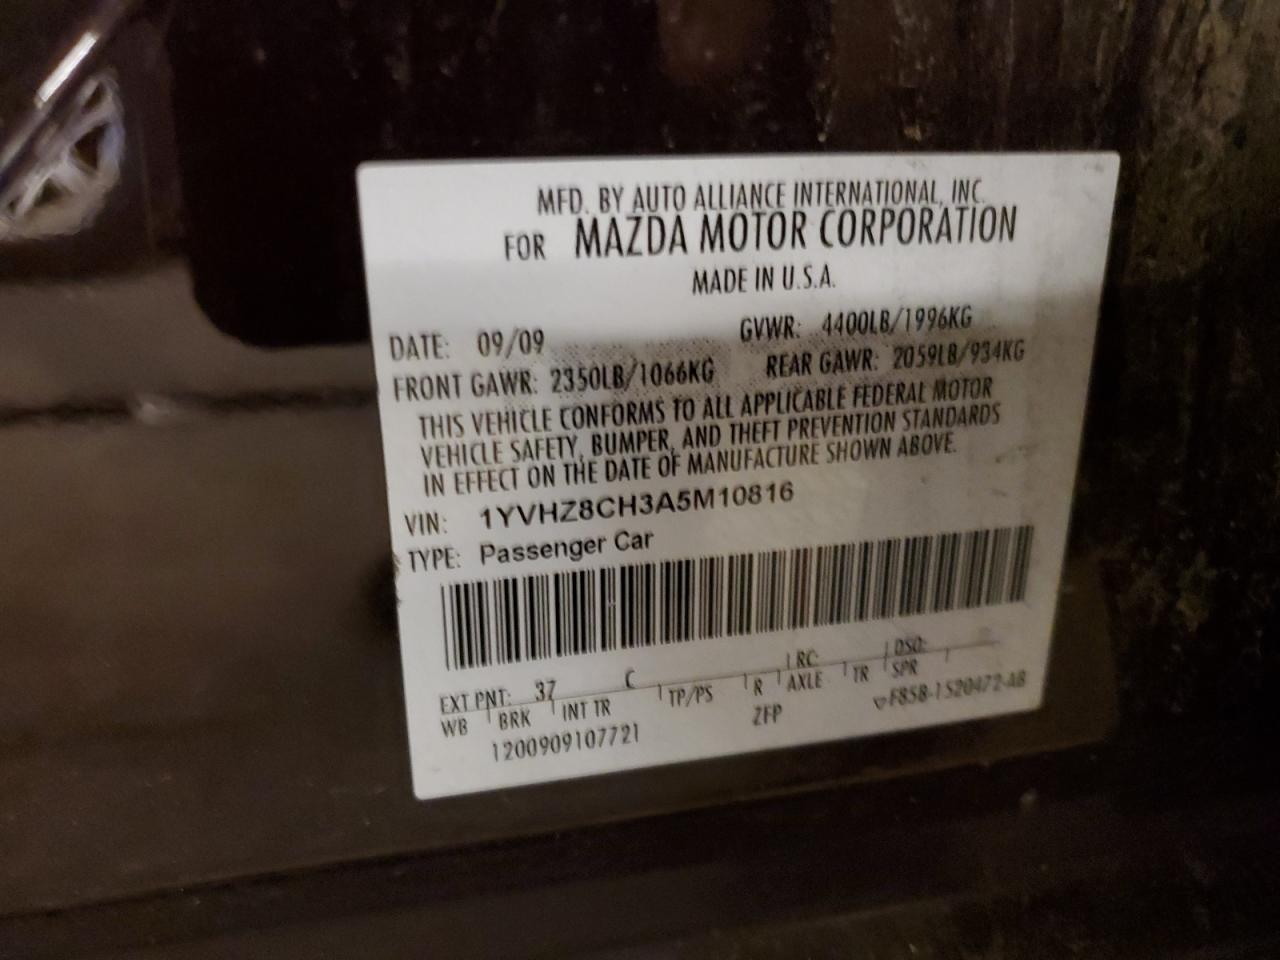 MFD. BY AUTO ALLIANCE INTERNATIONAL, INC.
FOR MAZDA MOTOR CORPORATION
MADE IN U.S.A.
DATE: 09/09 GVWR: 4400LB/1996KG
FRONT GAWR: 2350LB/1066KG REAR GAWR: 2059LB/934KG
THIS VEHICLE CONFORMS TO ALL APPLICABLE FEDERAL MOTOR
VEHICLE SAFETY, BUMPER, AND THEFT PREVENTION STANDARDS
IN EFFECT ON THE DATE OF MANUFACTURE SHOWN ABOVE.
VIN: 1YVHZ8CH3A5M10816
TYPE: Passenger Car
EXT PNT: 37 C RC: DSO:
WB BRK INT TR TP/PS R AXLE TR SPR
ZFP F85B-1520472-AB
1200909107721